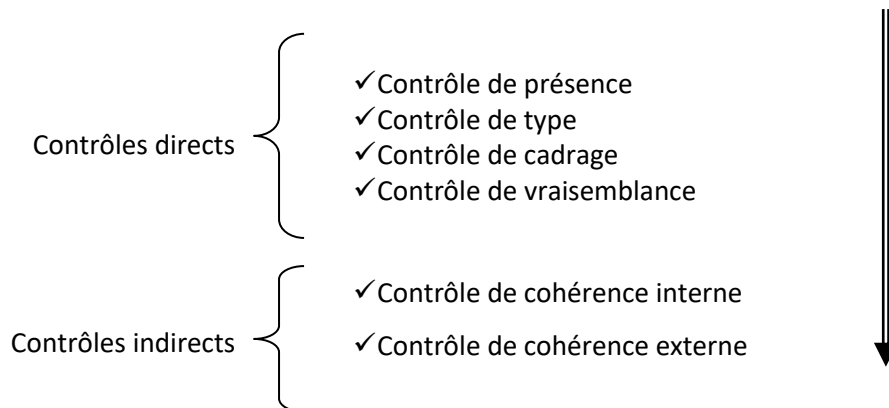 ✓Contrôle de présence
✓Contrôle de type
Contrôles directs
✓Contrôle de cadrage
✓Contrôle de vraisemblance
✓Contrôle de cohérence interne
Contrôles indirects
✓Contrôle de cohérence externe